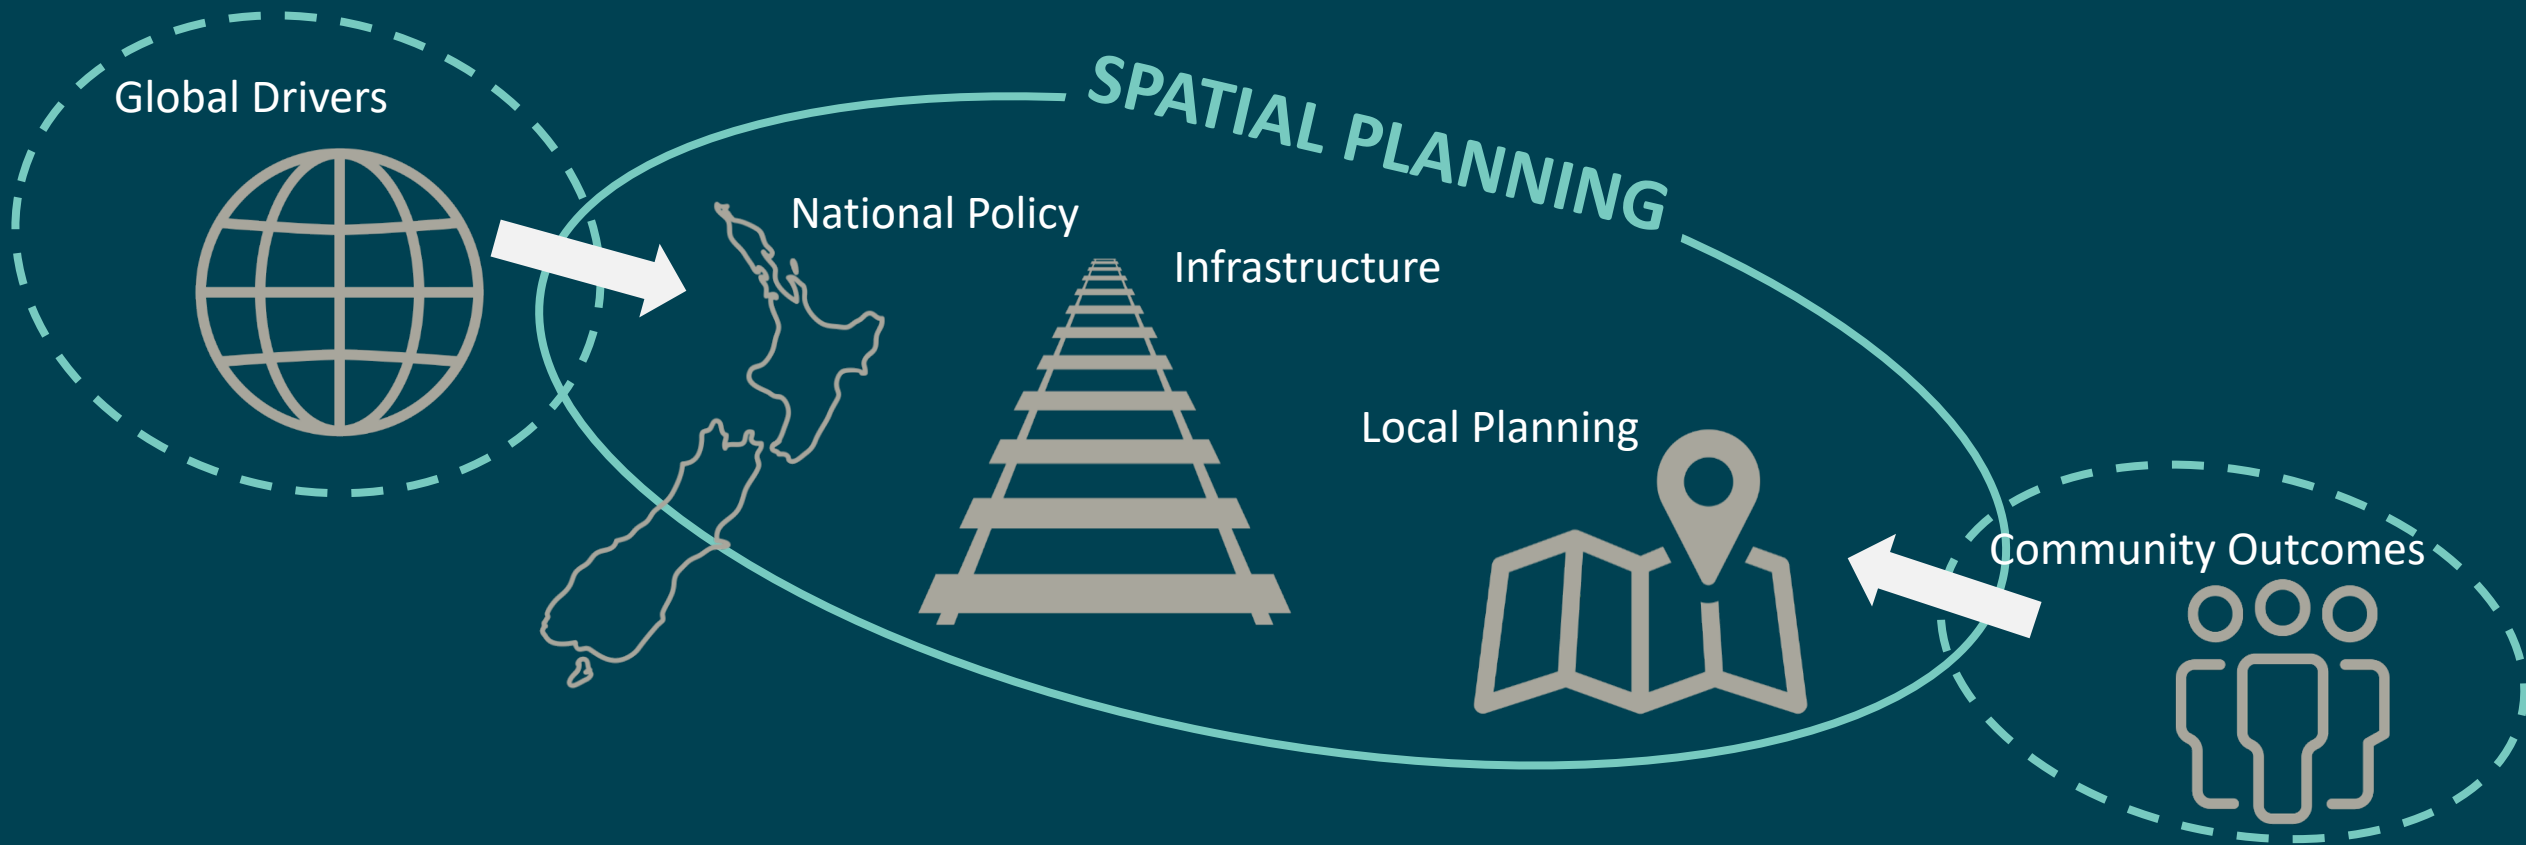 Global Drivers
SPATIAL PLANNING
National Policy
Infrastructure
Local Planning
Community Outcomes